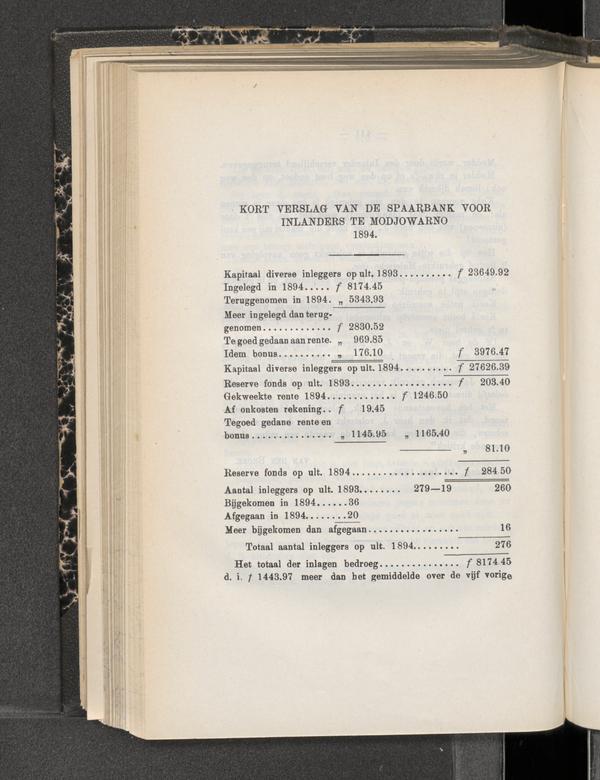 KORT VERSLAG VAN DE SPAARBANK VOOR
INLANDERS TE MODJOWARNO
1894.
Kapitaal diverse inleggers op ult. 1893.......... ƒ 23649.92
Ingelegd in 1894..... ƒ 8174.45
Teruggenomen in 1894. „ 5343,93
Meer ingelegd dan terug-
genomen............. ƒ 2830.52
Te goed gedaan aan rente. „ 969.85
Idem bonus.......... „ 176.10 ƒ 3976.47
Kapitaal diverse inleggers op ult. 1894.......... ƒ 27626.39
Reserve fonds op ult. 1893................... ƒ 203.40
Gekweekte rente 1894............. ƒ 1246.50
Af onkosten rekening.. ƒ 19.45
Tegoed gedane rente en
bonus............... „ 1145.95 „ 1165,40
„ 81.10
Reserve fonds op ult. 1894.................... ƒ 284.50
Aantal inleggers op ult. 1893........ 279—19 260
Bijgekomen in 1894......36
Afgegaan in 1894........20
Meer bijgekomen dan afgegaan................. 16
Totaal aantal inleggers op ult. 1894......... 276
Het totaal der inlagen bedroeg............... ƒ 8174.45
d. i. ƒ 1443.97 meer dan het gemiddelde over de vijf vorige